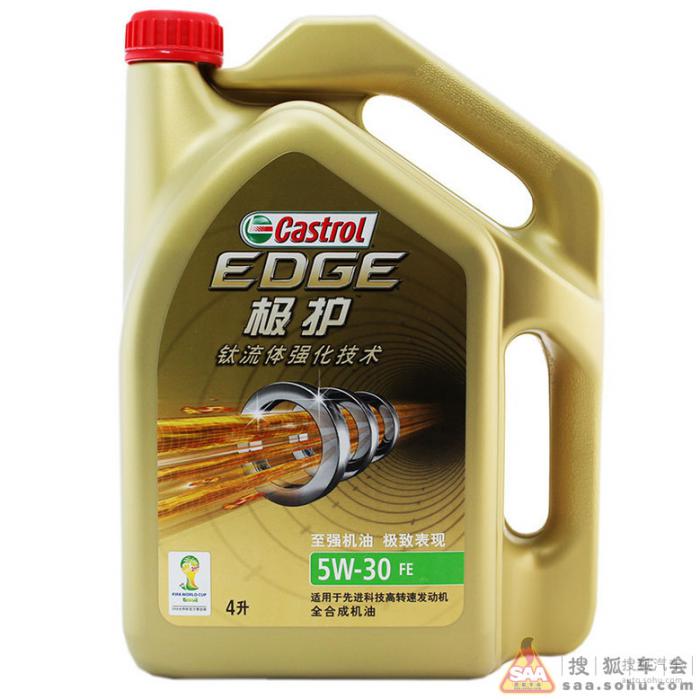 Castrol
EDGE
极护
钛流体强化技术
至强机油 极致表现
5W-30 FE
适用于先进科技高转速发动机
全合成机油
FIFA WORLD CUP
Brasil
4升
SAA
搜狐车会
saa.sohu.com